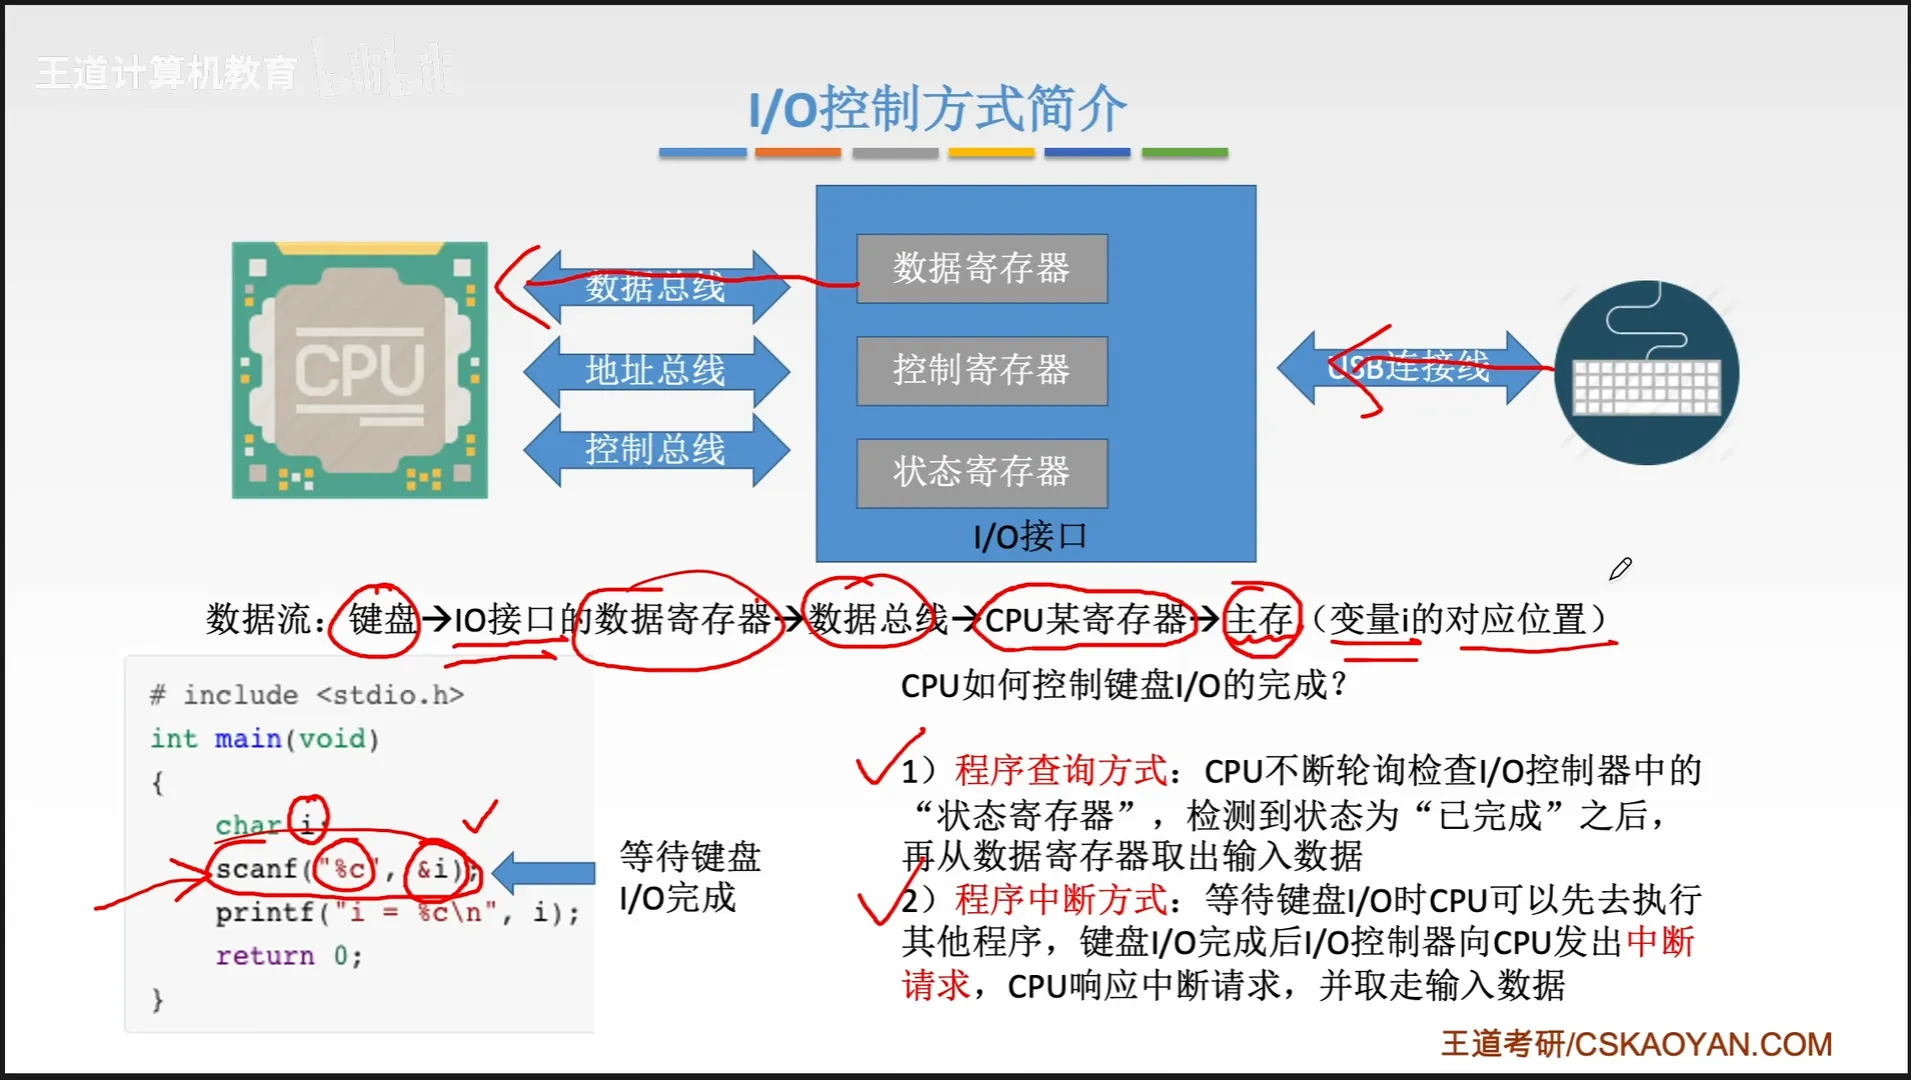 王道计算机教育 bilibili
I/O控制方式简介
CPU
数据总线
地址总线
控制总线
数据寄存器
控制寄存器
状态寄存器
I/O接口
USB连接线
数据流：键盘→IO接口的数据寄存器→数据总线→CPU某寄存器→主存（变量i的对应位置）
# include <stdio.h>
int main(void)
{
char i;
scanf("%c", &i);
printf("i = %c\n", i);
return 0;
}
等待键盘
I/O完成
CPU如何控制键盘I/O的完成？
1）程序查询方式：CPU不断轮询检查I/O控制器中的
“状态寄存器”，检测到状态为“已完成”之后，
再从数据寄存器取出输入数据
2）程序中断方式：等待键盘I/O时CPU可以先去执行
其他程序，键盘I/O完成后I/O控制器向CPU发出中断
请求，CPU响应中断请求，并取走输入数据
王道考研/CSKAOYAN.COM